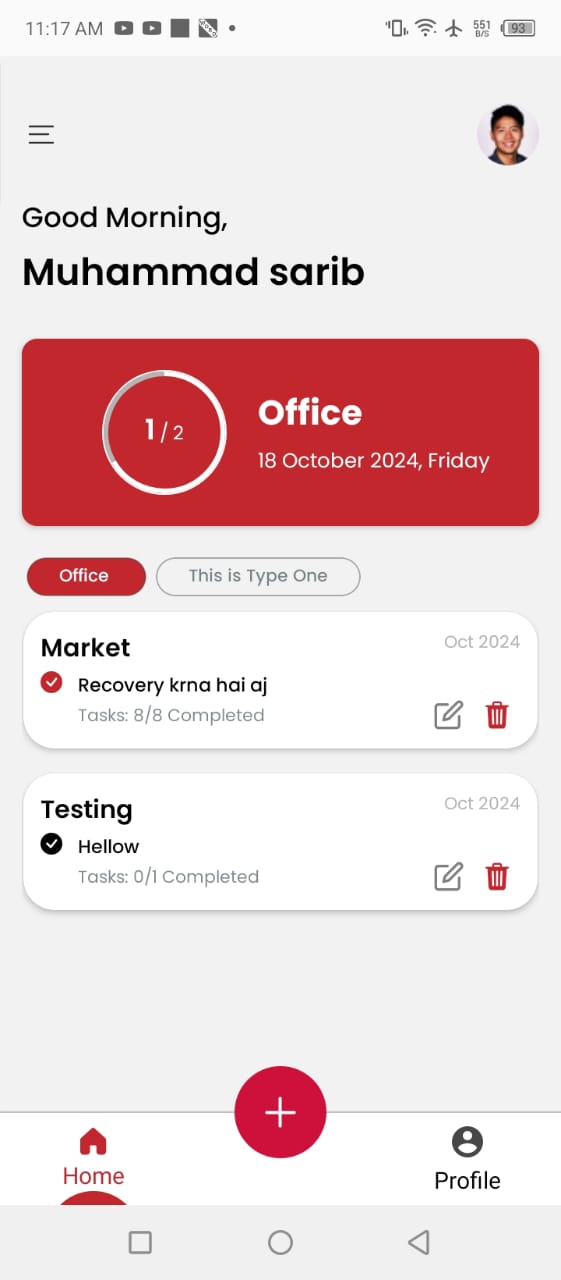 11:17 AM
551
B/S
93
Good Morning,
Muhammad sarib
1 / 2
Office
18 October 2024, Friday
Office
This is Type One
Market
Oct 2024
Recovery krna hai aj
Tasks: 8/8 Completed
Testing
Oct 2024
Hellow
Tasks: 0/1 Completed
Home
Profile